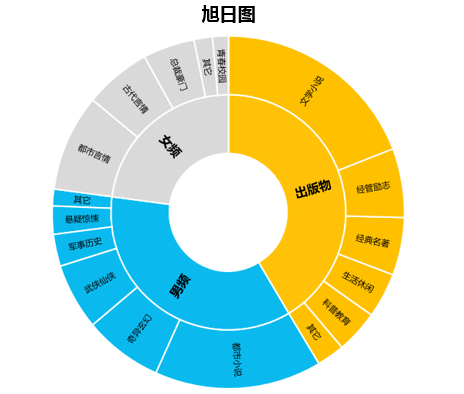 旭日图
出版物
文学小说
经管励志
经典名著
生活休闲
科普教育
其它
男频
都市小说
奇异玄幻
武侠仙侠
军事历史
悬疑惊悚
其它
女频
都市言情
古代言情
总裁豪门
其它
青春校园